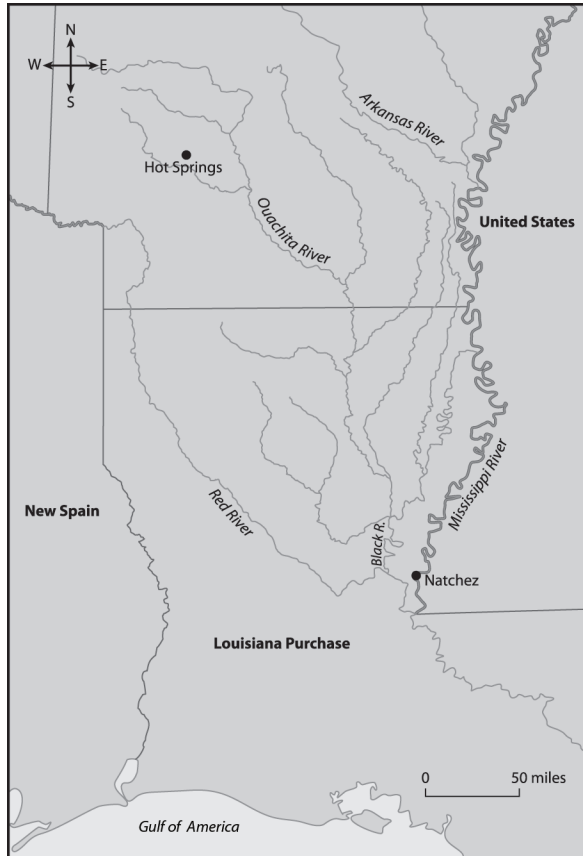 N
W E
S
Arkansas River
Hot Springs
United States
Ouachita River
Mississippi River
New Spain
Red River
Black R.
Natchez
Louisiana Purchase
0 50 miles
Gulf of America